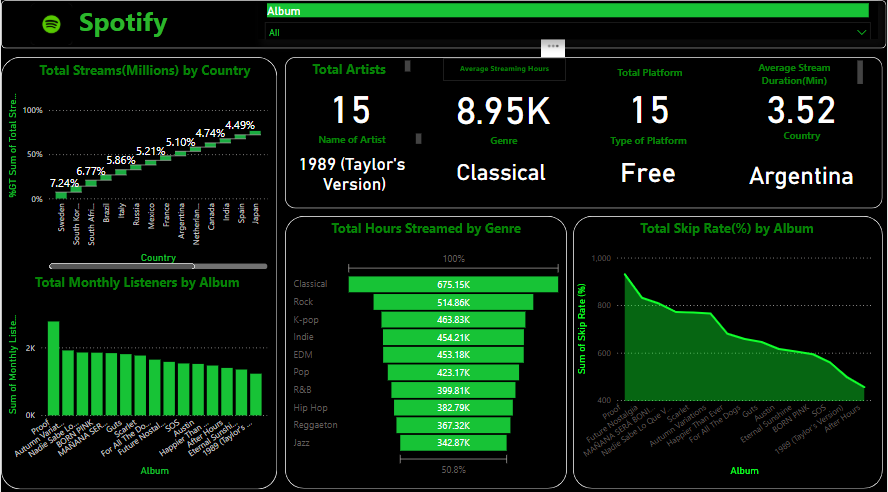 Spotify
Album
All
Total Streams(Millions) by Country
%GT Sum of Total Stre...
100%
50%
0%
7.24%
6.77%
5.86%
5.21%
5.10%
4.74%
4.49%
Sweden
South Kor...
South Afri...
Brazil
Italy
Russia
Mexico
France
Argentina
Netherlan...
Canada
India
Spain
Japan
Country
Total Monthly Listeners by Album
Sum of Monthly Liste...
2K
0K
Proof
Autumn Variat...
Nadie Sabe Lo...
BORN PINK
MAÑANA SER...
Guts
Scarlet
For All The Do...
Future Nostal...
SOS
Austin
Happier Than ...
After Hours
Eternal Sunshi...
1989 (Taylor's ...
Album
Total Artists
15
Name of Artist
1989 (Taylor's
Version)
Average Streaming Hours
8.95K
Genre
Classical
Total Platform
15
Type of Platform
Free
Average Stream
Duration(Min)
3.52
Country
Argentina
Total Hours Streamed by Genre
100%
Classical 675.15K
Rock 514.86K
K-pop 463.83K
Indie 454.21K
EDM 453.18K
Pop 423.17K
R&B 399.81K
Hip Hop 382.79K
Reggaeton 367.32K
Jazz 342.87K
50.8%
Total Skip Rate(%) by Album
Sum of Skip Rate (%)
1,000
800
600
400
Proof
Future Nostalgia
MAÑANA SERÁ BONI...
Nadie Sabe Lo Que V...
Scarlet
Autumn Variations
Happier Than Ever
For All The Dogs
Guts
Austin
Eternal Sunshine
BORN PINK
SOS
1989 (Taylor's Version)
After Hours
Album